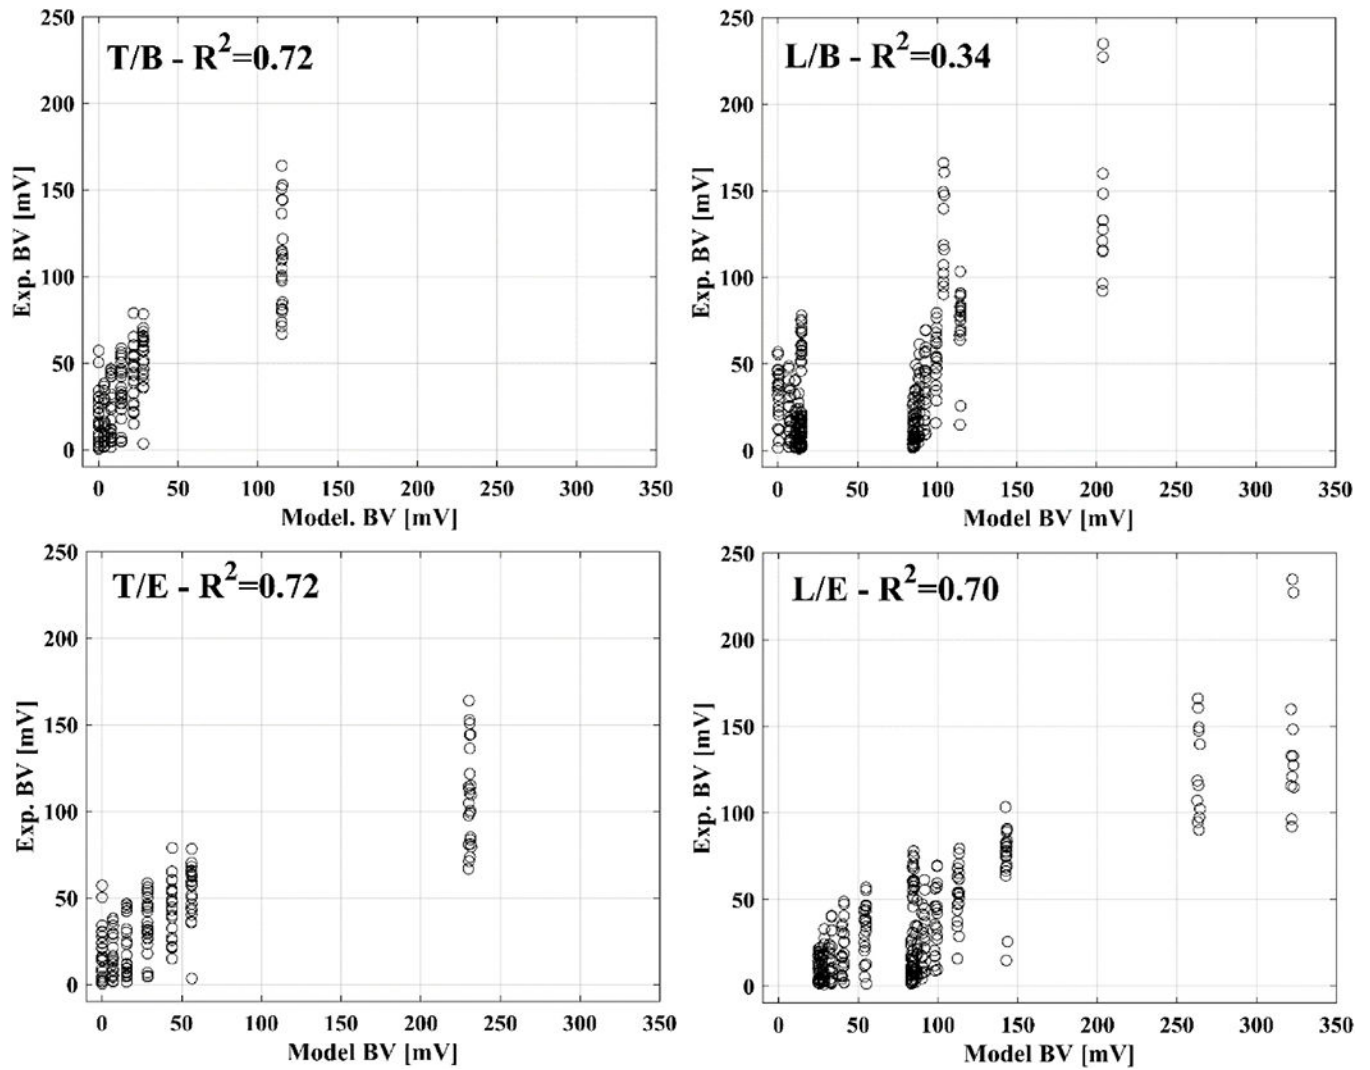 T/B - R²=0.72
250
200
150
100
50
0
Exp. BV [mV]
0 50 100 150 200 250 300 350
Model. BV [mV]
L/B - R²=0.34
250
200
150
100
50
0
Exp. BV [mV]
0 50 100 150 200 250 300 350
Model BV [mV]
T/E - R²=0.72
250
200
150
100
50
0
Exp. BV [mV]
0 50 100 150 200 250 300 350
Model BV [mV]
L/E - R²=0.70
250
200
150
100
50
0
Exp. BV [mV]
0 50 100 150 200 250 300 350
Model BV [mV]